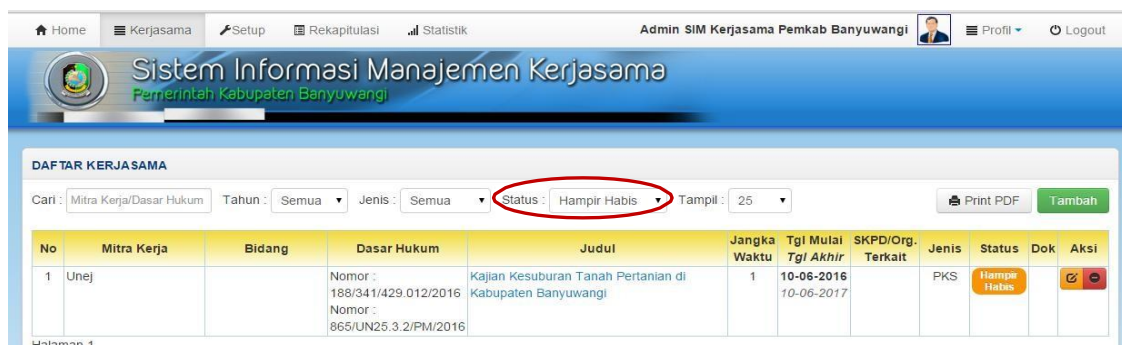 Home Kerjasama Setup Rekapitulasi Statistik Admin SIM Kerjasama Pemkab Banyuwangi Profil Logout
Sistem Informasi Manajemen Kerjasama
Pemerintah Kabupaten Banyuwangi
DAFTAR KERJASAMA
Cari : Mitra Kerja/Dasar Hukum Tahun : Semua Jenis : Semua Status : Hampir Habis Tampil : 25 Print PDF Tambah
No Mitra Kerja Bidang Dasar Hukum Judul Jangka Waktu Tgl Mulai Tgl Akhir SKPD/Org. Terkait Jenis Status Dok Aksi
1 Unej Nomor : Kajian Kesuburan Tanah Pertanian di 1 10-06-2016 PKS Hampir
188/341/429.012/2016 Kabupaten Banyuwangi 10-06-2017 Habis
Nomor :
865/UN25.3.2/PM/2016
Halaman 1